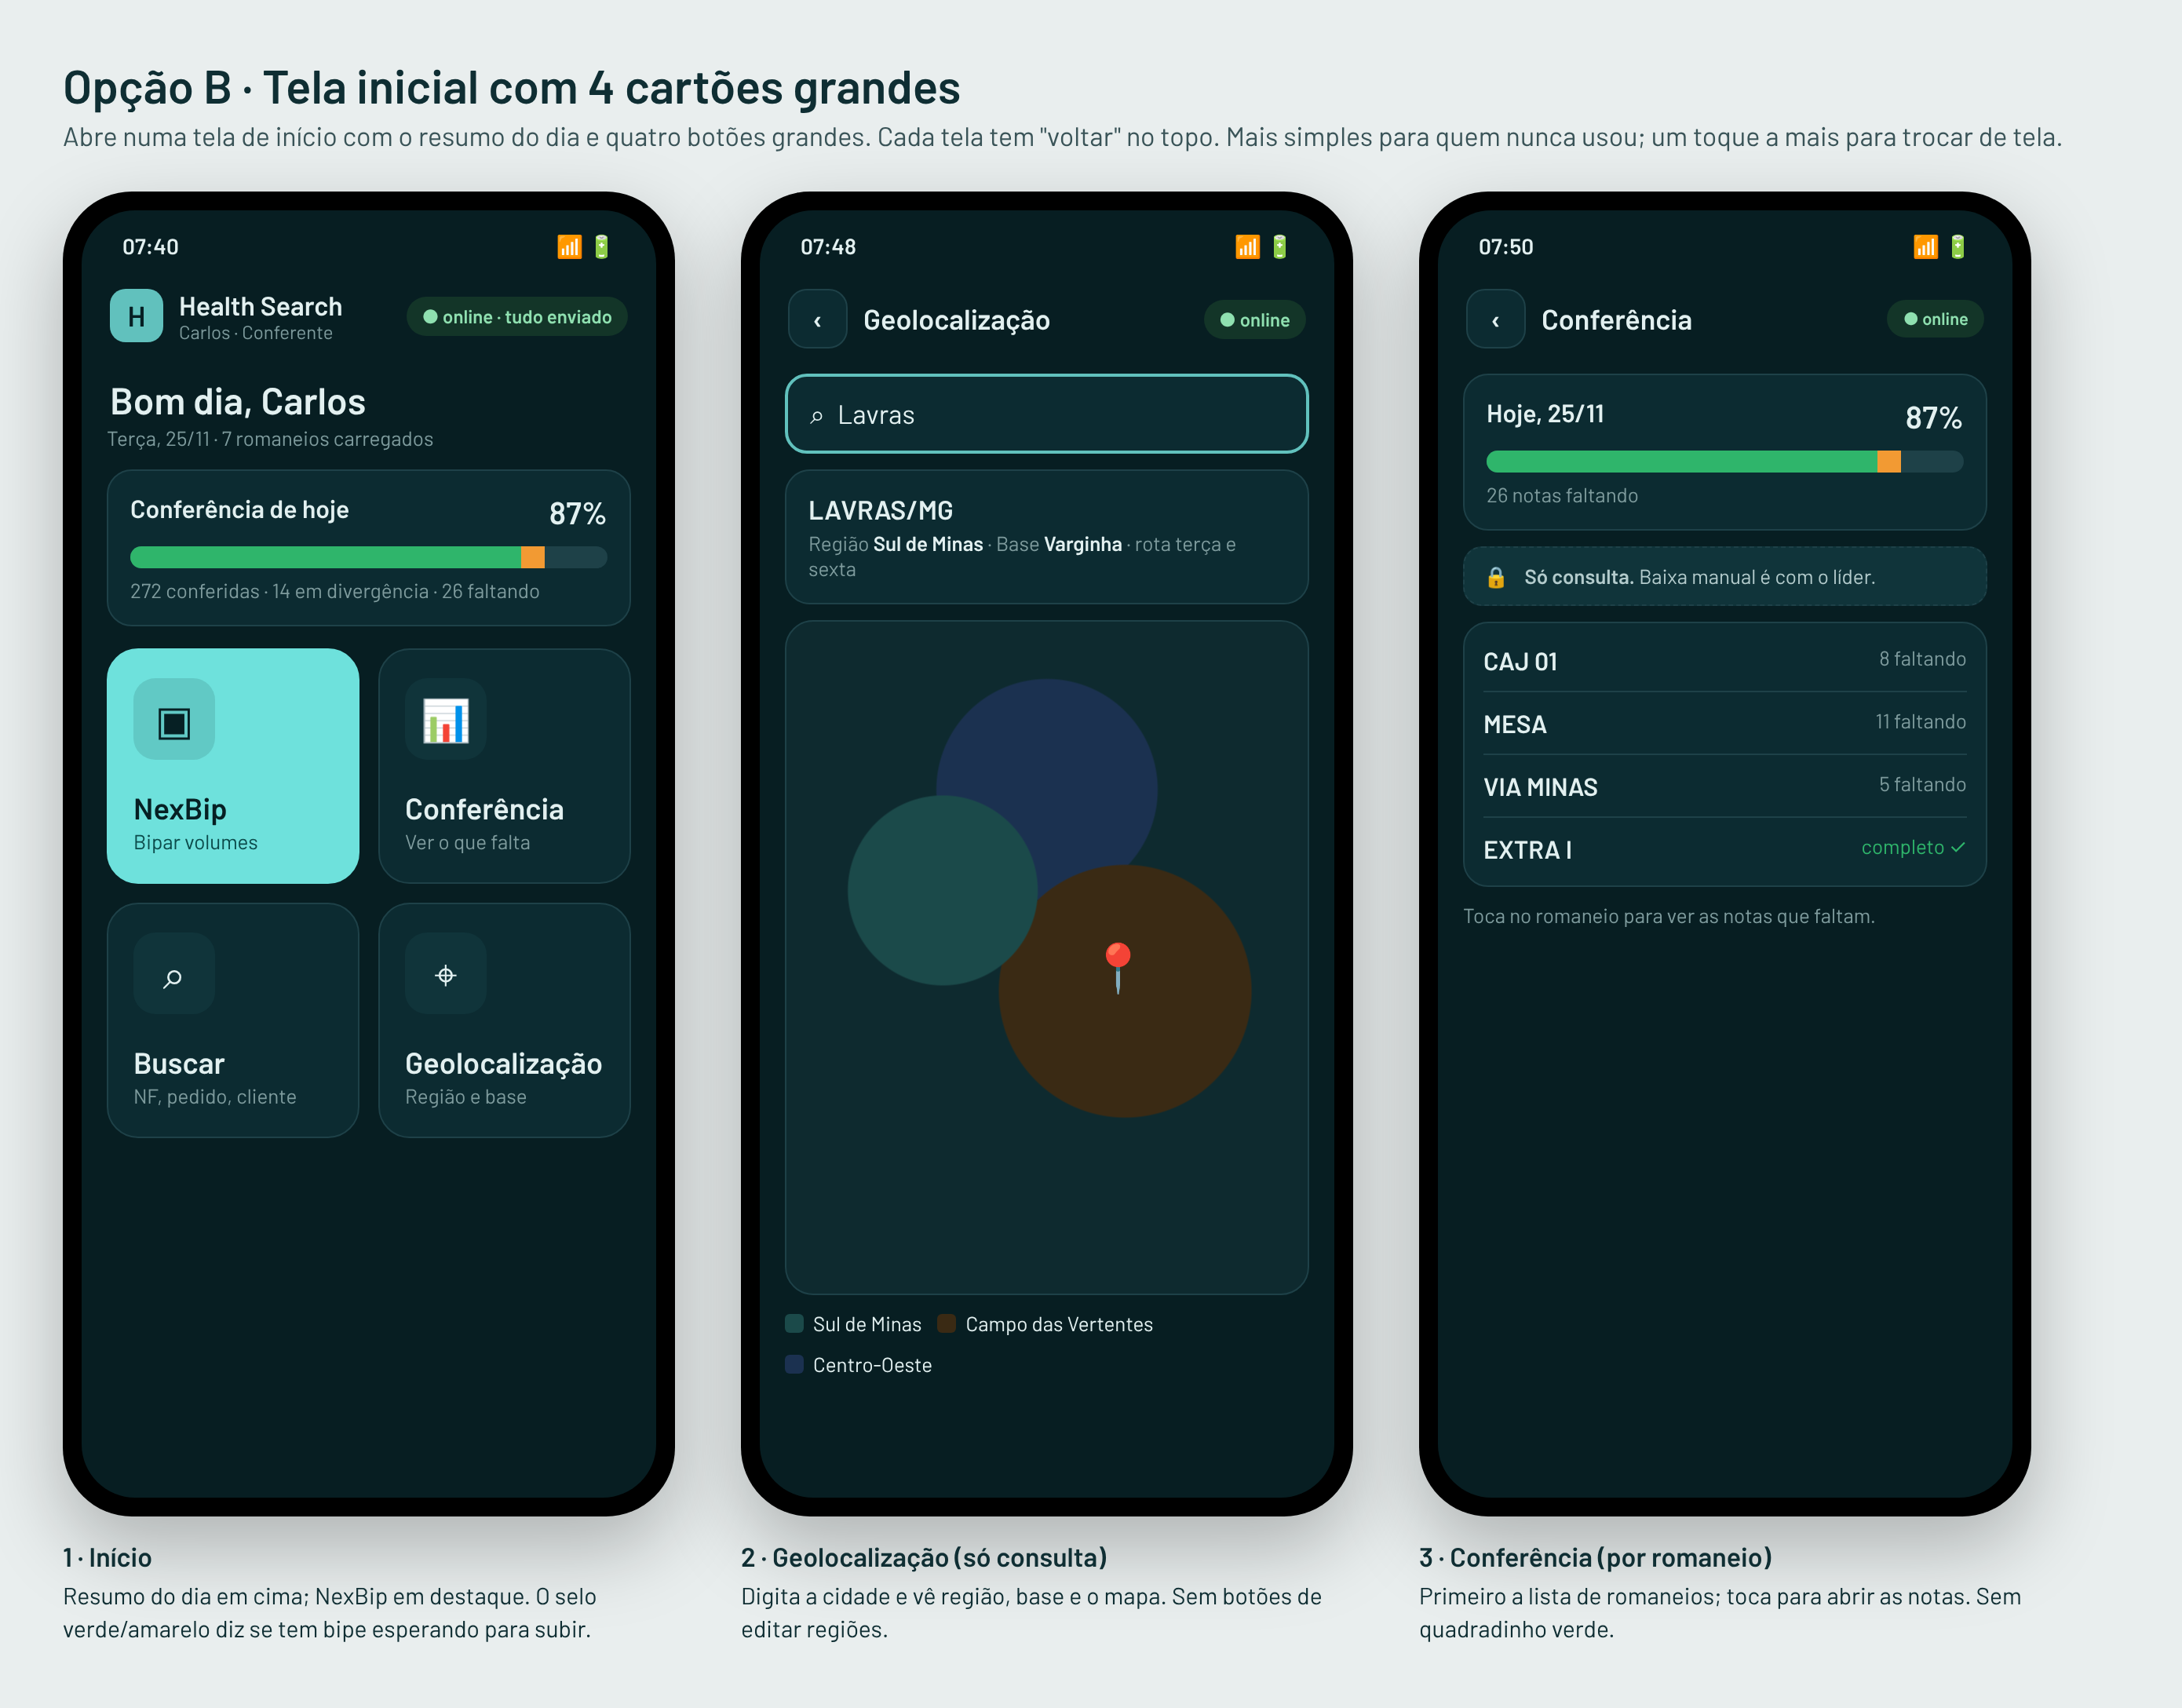 Opção B · Tela inicial com 4 cartões grandes
Abre numa tela de início com o resumo do dia e quatro botões grandes. Cada tela tem "voltar" no topo. Mais simples para quem nunca usou; um toque a mais para trocar de tela.
07:40
H
Health Search
Carlos · Conferente
online · tudo enviado
Bom dia, Carlos
Terça, 25/11 · 7 romaneios carregados
Conferência de hoje 87%
272 conferidas · 14 em divergência · 26 faltando
NexBip
Bipar volumes
Conferência
Ver o que falta
Buscar
NF, pedido, cliente
Geolocalização
Região e base
1 · Início
Resumo do dia em cima; NexBip em destaque. O selo
verde/amarelo diz se tem bipe esperando para subir.
07:48
‹ Geolocalização online
Lavras
LAVRAS/MG
Região Sul de Minas · Base Varginha · rota terça e
sexta
Sul de Minas Campo das Vertentes
Centro-Oeste
2 · Geolocalização (só consulta)
Digita a cidade e vê região, base e o mapa. Sem botões de
editar regiões.
07:50
‹ Conferência online
Hoje, 25/11 87%
26 notas faltando
Só consulta. Baixa manual é com o líder.
CAJ 01 8 faltando
MESA 11 faltando
VIA MINAS 5 faltando
EXTRA I completo ✓
Toca no romaneio para ver as notas que faltam.
3 · Conferência (por romaneio)
Primeiro a lista de romaneios; toca para abrir as notas. Sem
quadradinho verde.